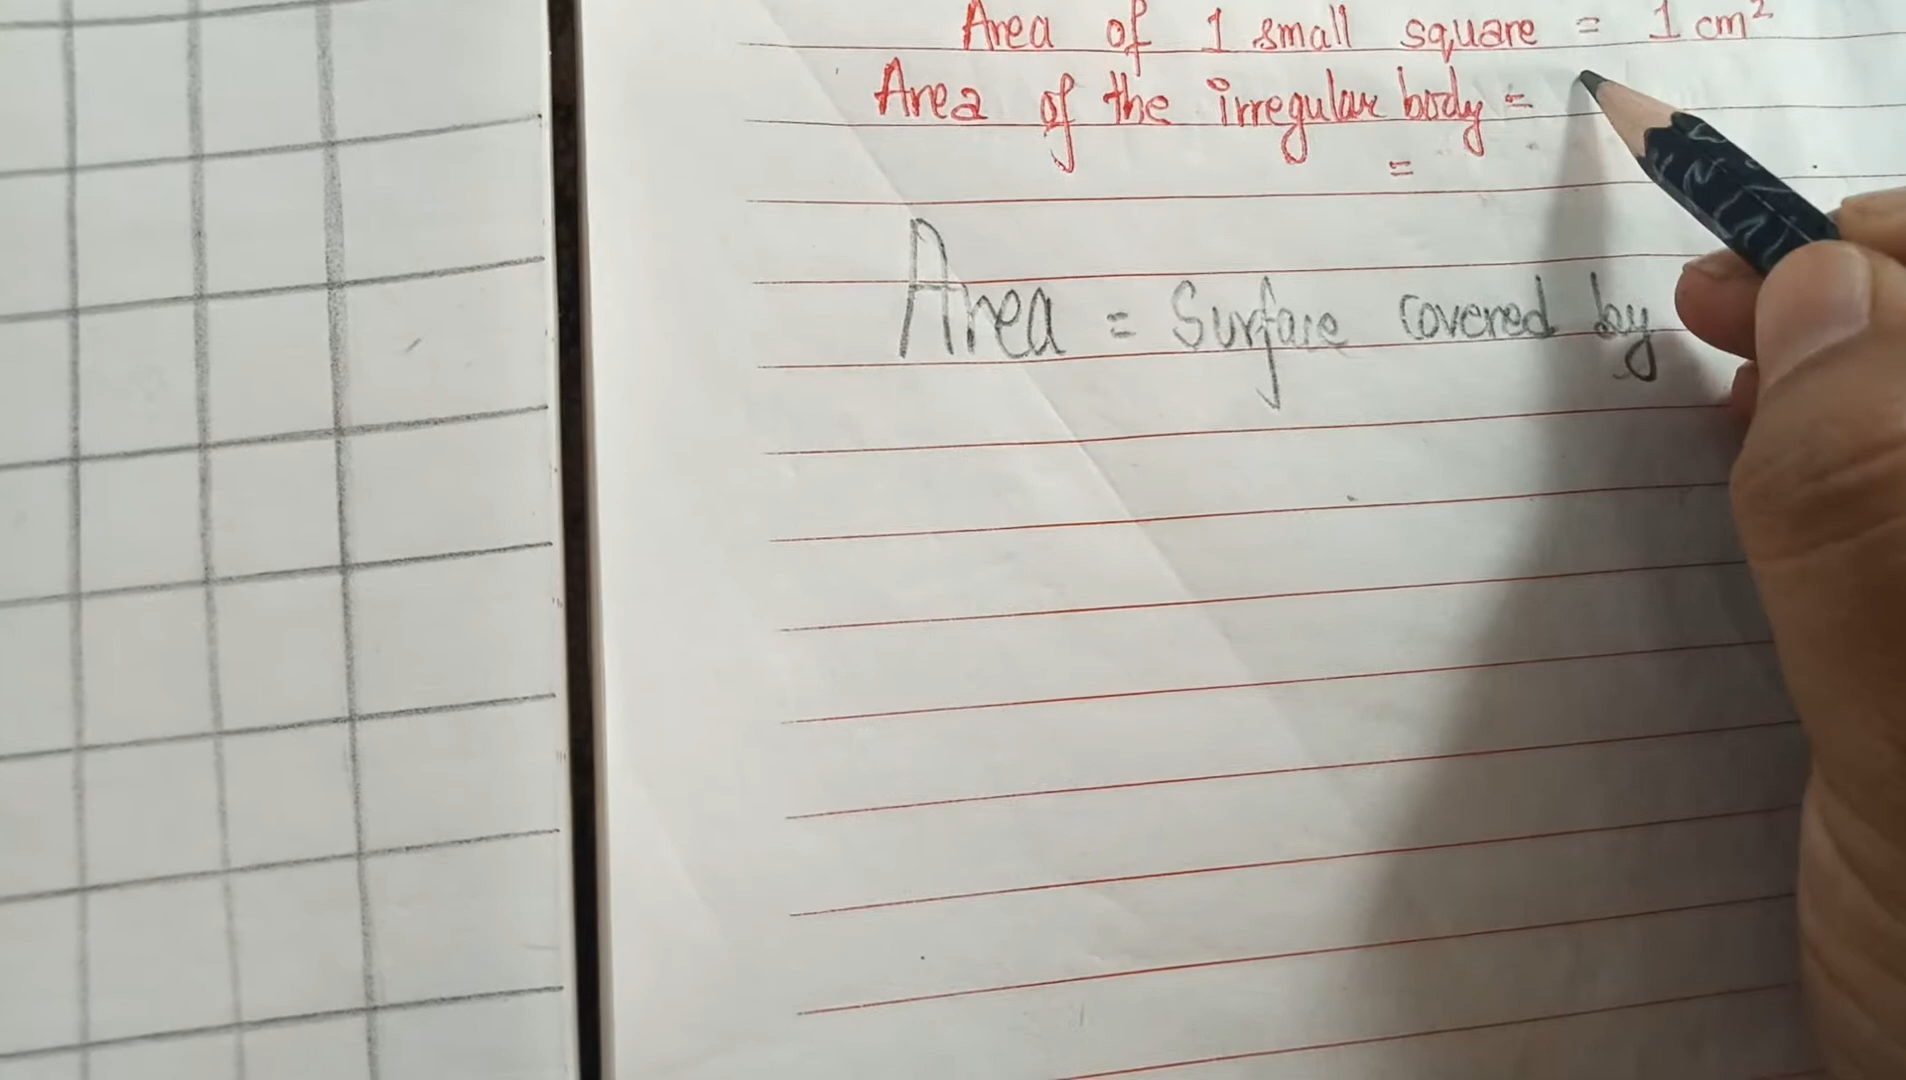 Area of 1 small square = 1 cm²
Area of the irregular body =
=
Area = Surface covered by